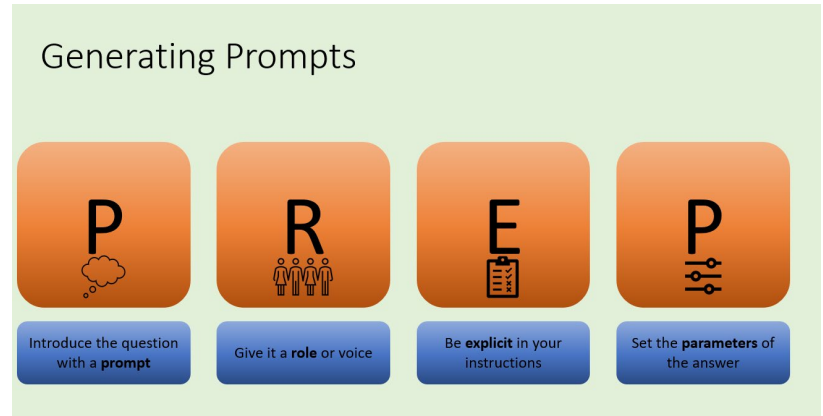 Generating Prompts
P
R
E
P
Introduce the question
with a prompt
Give it a role or voice
Be explicit in your
instructions
Set the parameters of
the answer